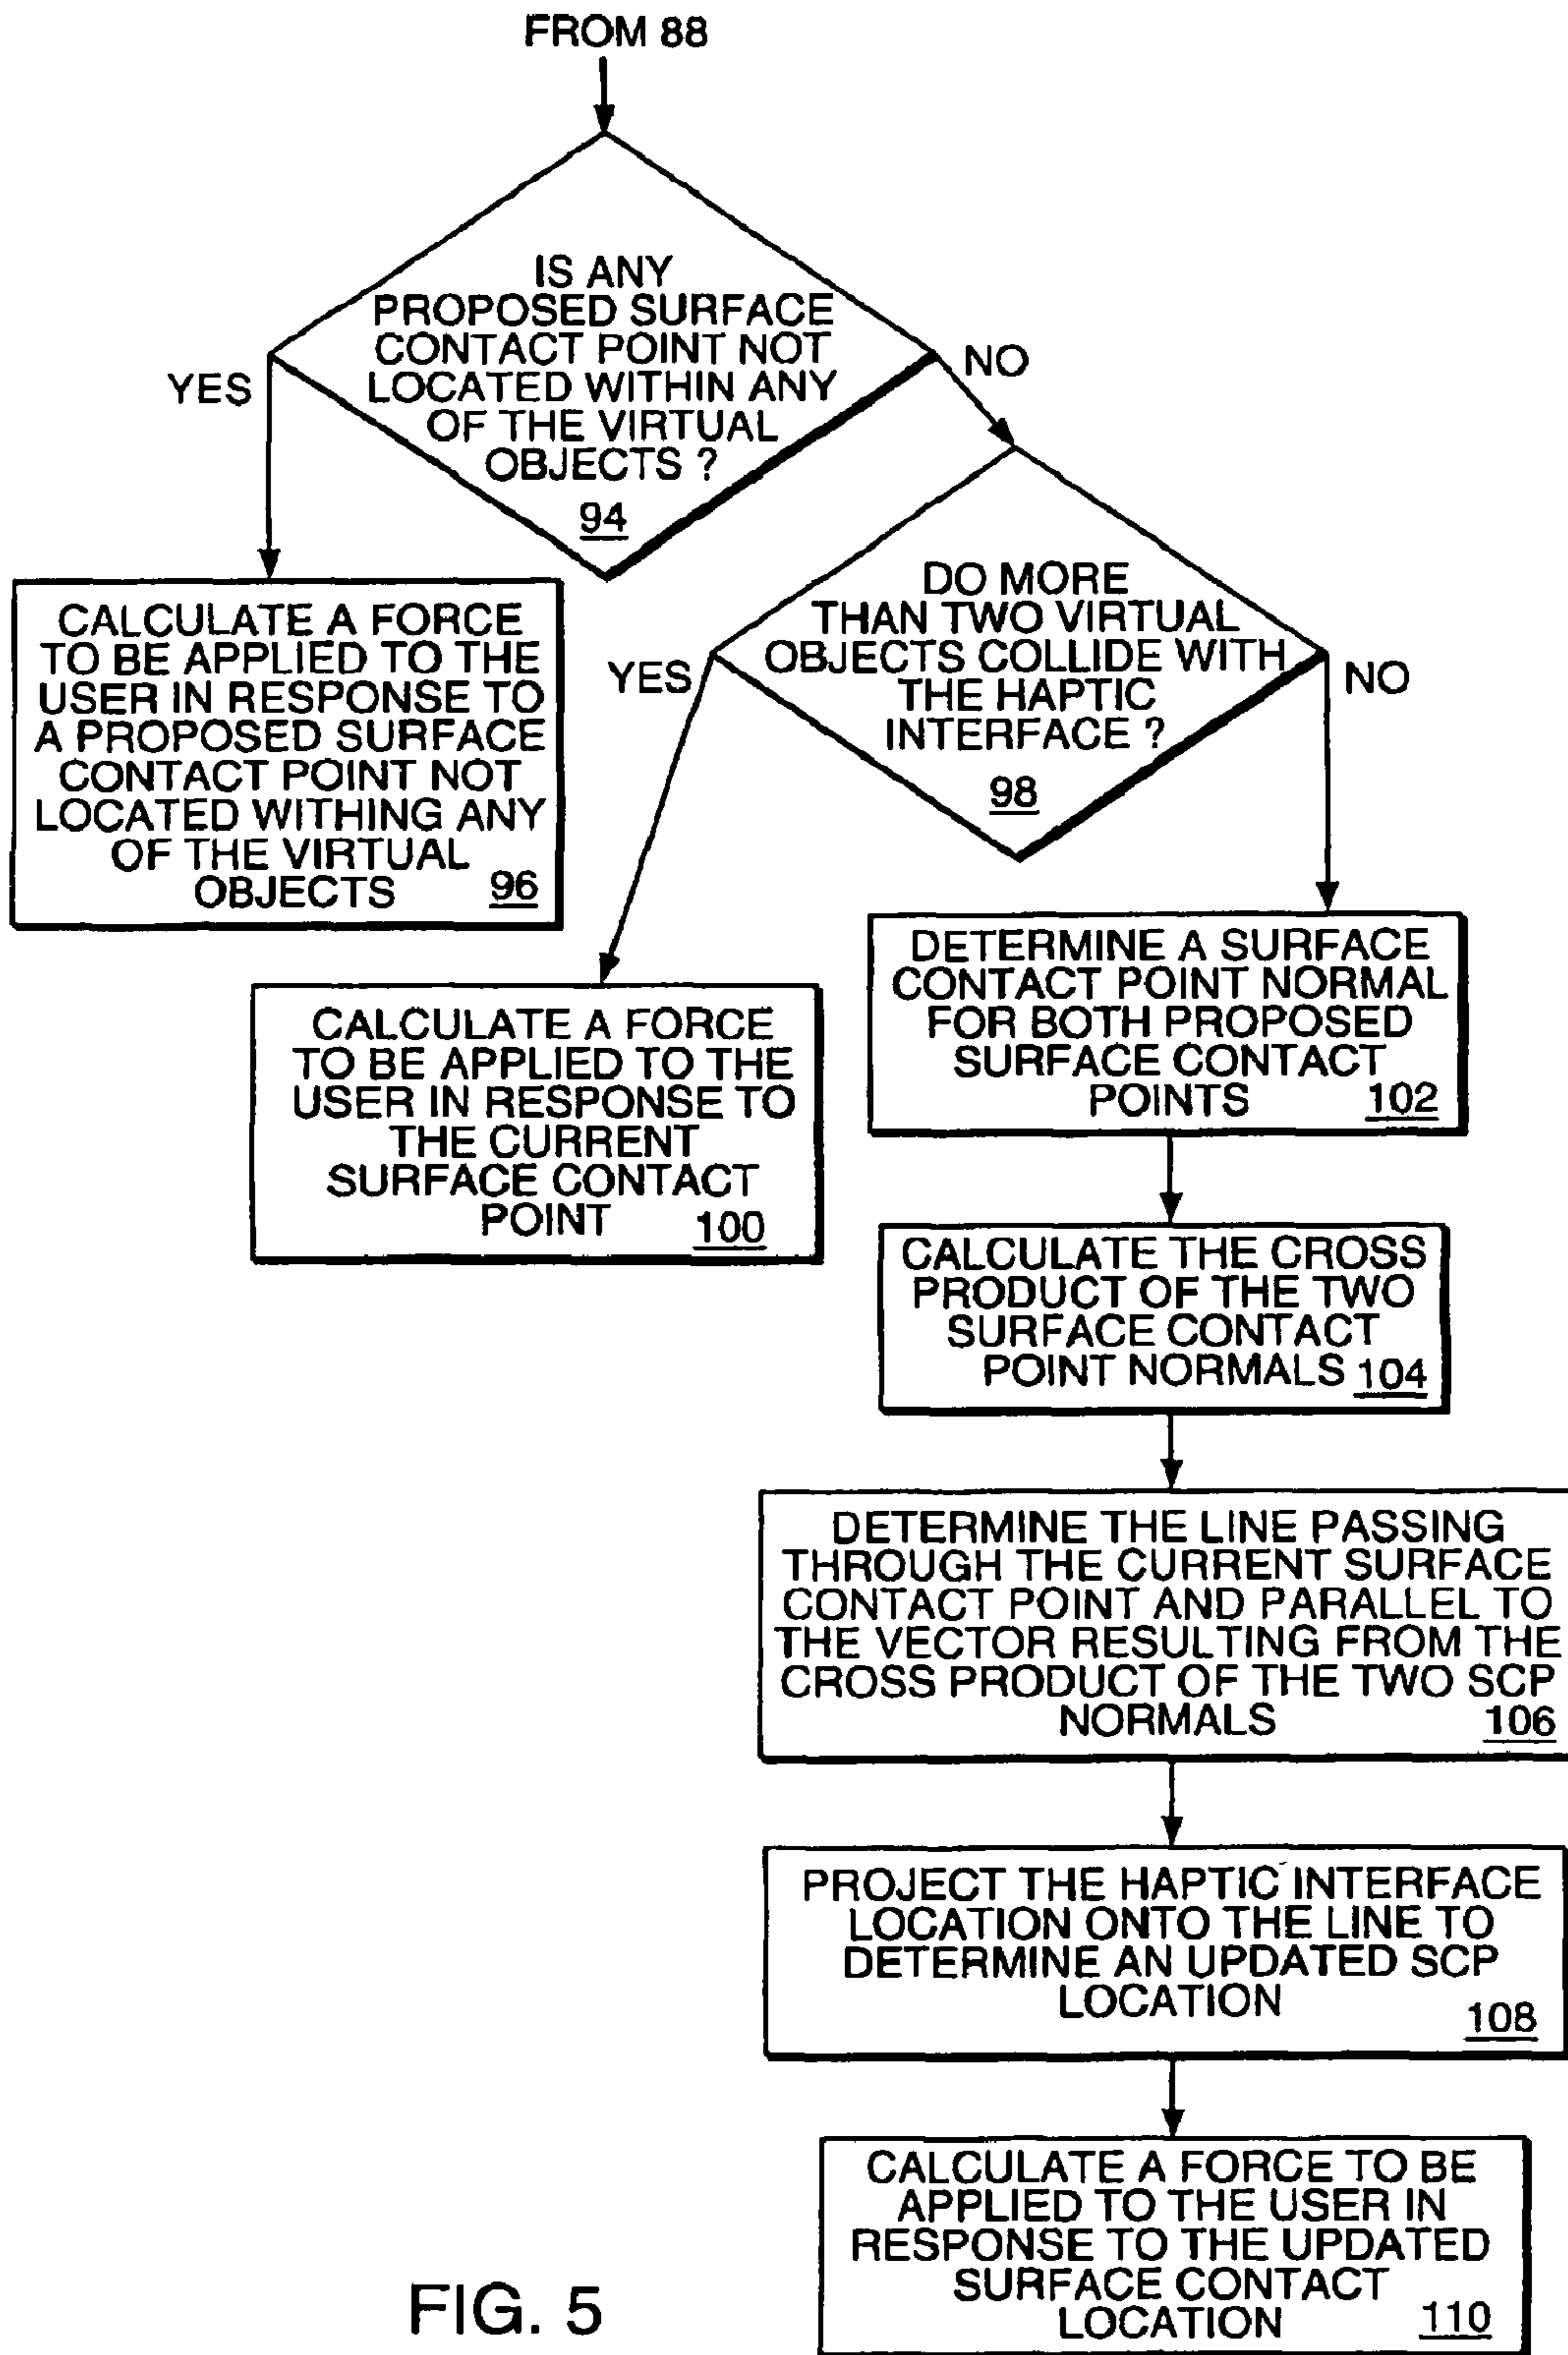 FROM 88
IS ANY
PROPOSED SURFACE
CONTACT POINT NOT
LOCATED WITHIN ANY
OF THE VIRTUAL
OBJECTS ?
94
YES
NO
CALCULATE A FORCE
TO BE APPLIED TO THE
USER IN RESPONSE TO
A PROPOSED SURFACE
CONTACT POINT NOT
LOCATED WITHING ANY
OF THE VIRTUAL
OBJECTS 96
DO MORE
THAN TWO VIRTUAL
OBJECTS COLLIDE WITH
THE HAPTIC
INTERFACE ?
98
YES
NO
CALCULATE A FORCE
TO BE APPLIED TO THE
USER IN RESPONSE TO
THE CURRENT
SURFACE CONTACT
POINT 100
DETERMINE A SURFACE
CONTACT POINT NORMAL
FOR BOTH PROPOSED
SURFACE CONTACT
POINTS 102
CALCULATE THE CROSS
PRODUCT OF THE TWO
SURFACE CONTACT
POINT NORMALS 104
DETERMINE THE LINE PASSING
THROUGH THE CURRENT SURFACE
CONTACT POINT AND PARALLEL TO
THE VECTOR RESULTING FROM THE
CROSS PRODUCT OF THE TWO SCP
NORMALS 106
PROJECT THE HAPTIC INTERFACE
LOCATION ONTO THE LINE TO
DETERMINE AN UPDATED SCP
LOCATION 108
CALCULATE A FORCE TO BE
APPLIED TO THE USER IN
RESPONSE TO THE UPDATED
SURFACE CONTACT
LOCATION 110
FIG. 5